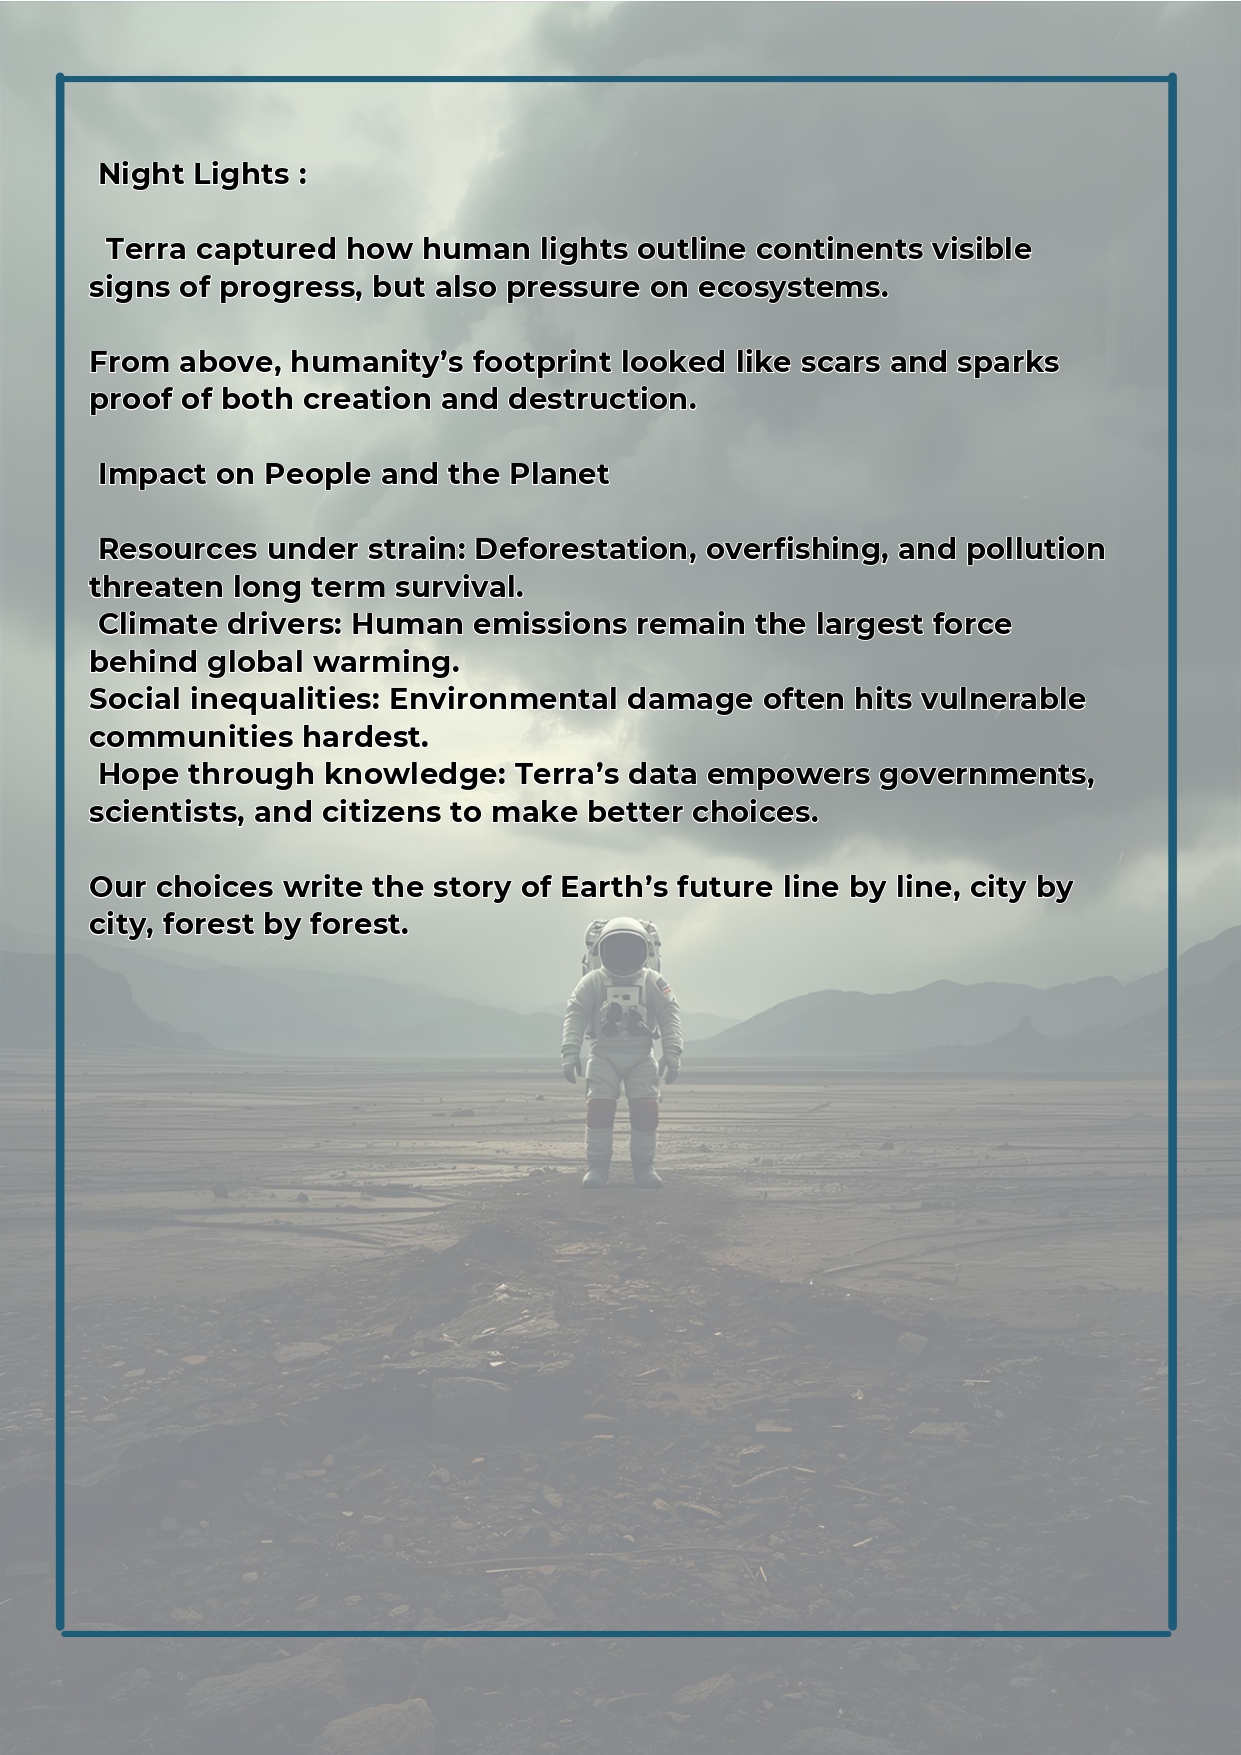 Night Lights :
Terra captured how human lights outline continents visible
signs of progress, but also pressure on ecosystems.
From above, humanity’s footprint looked like scars and sparks
proof of both creation and destruction.
Impact on People and the Planet
Resources under strain: Deforestation, overfishing, and pollution
threaten long term survival.
Climate drivers: Human emissions remain the largest force
behind global warming.
Social inequalities: Environmental damage often hits vulnerable
communities hardest.
Hope through knowledge: Terra’s data empowers governments,
scientists, and citizens to make better choices.
Our choices write the story of Earth’s future line by line, city by
city, forest by forest.